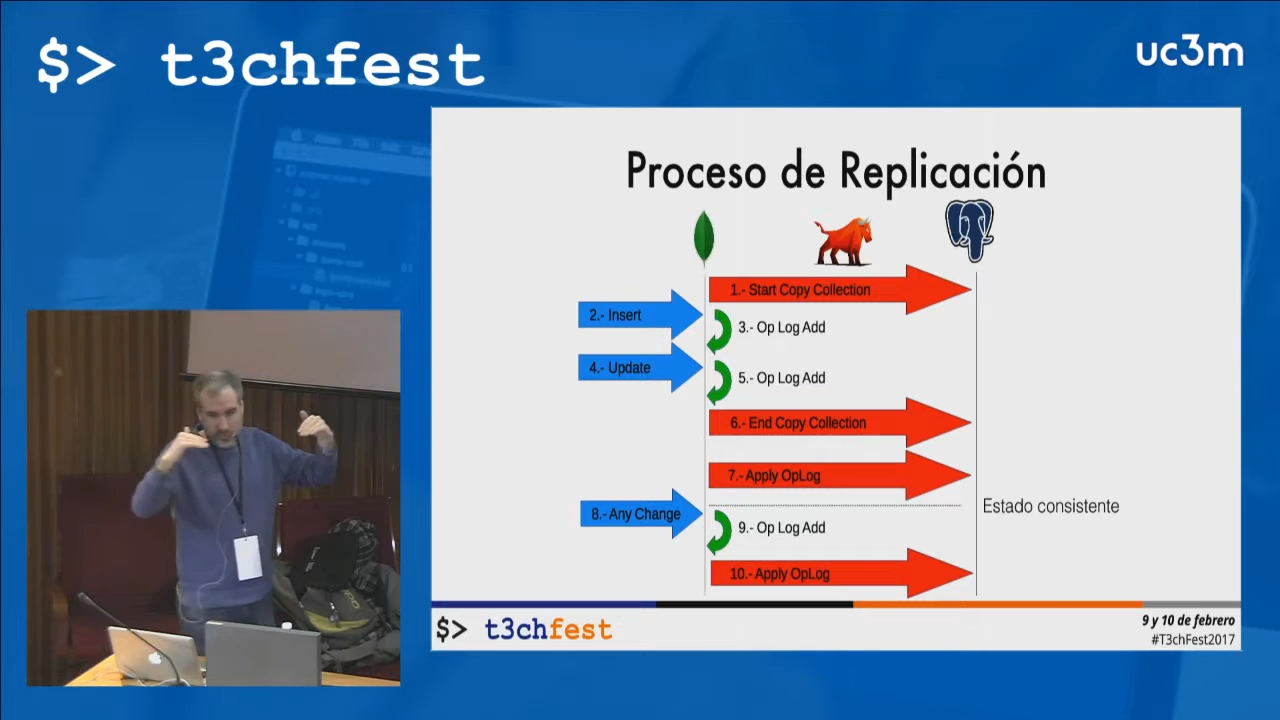 $> t3chfest
uc3m
Proceso de Replicación
1.- Start Copy Collection
2.- Insert
3.- Op Log Add
4.- Update
5.- Op Log Add
6.- End Copy Collection
7.- Apply OpLog
Estado consistente
8.- Any Change
9.- Op Log Add
10.- Apply OpLog
$> t3chfest
9 y 10 de febrero
#T3chFest2017